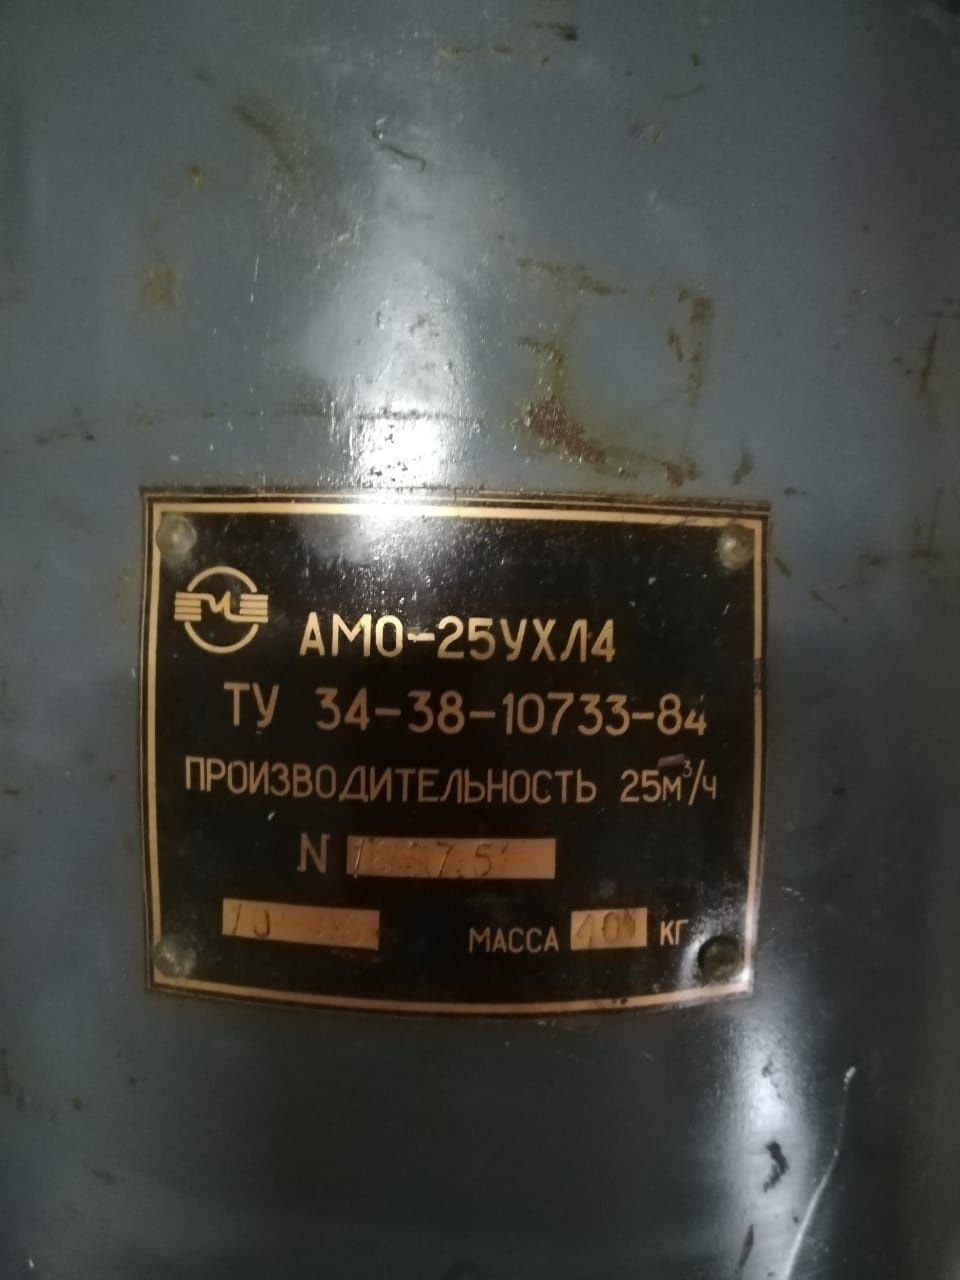 АМО-25УХЛ4
ТУ 34-38-10733-84
ПРОИЗВОДИТЕЛЬНОСТЬ 25м³/ч
N
МАССА КГ